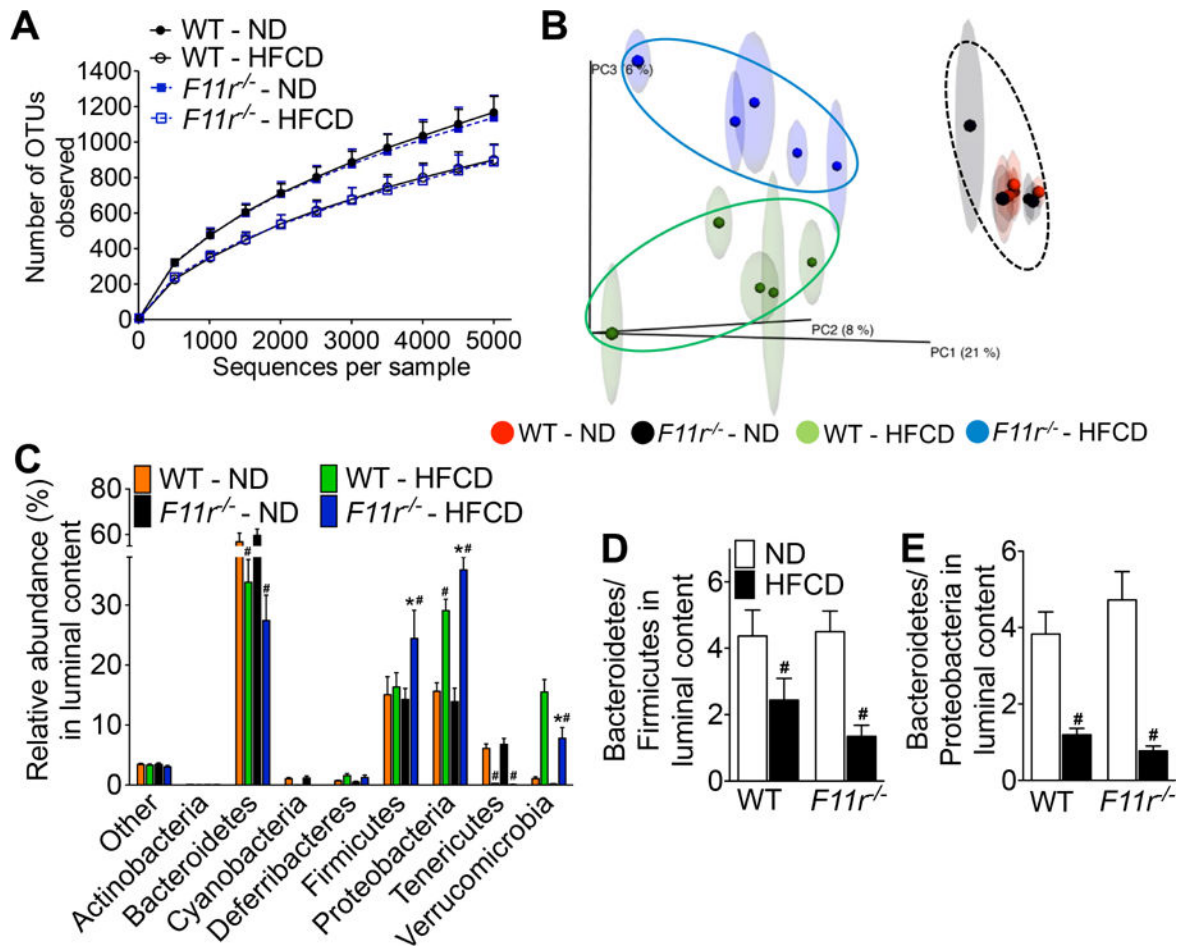 A
WT - ND
WT - HFCD
F11r-/- - ND
F11r-/- - HFCD
1400
1200
1000
800
600
400
200
0
Number of OTUs
observed
0 1000 2000 3000 4000 5000
Sequences per sample
B
PC3 (6 %)
PC2 (8 %)
PC1 (21 %)
WT - ND F11r-/- - ND WT - HFCD F11r-/- - HFCD
C
WT - ND WT - HFCD
F11r-/- - ND F11r-/- - HFCD
Relative abundance (%)
in luminal content
80
60
30
20
10
0
# # *# # *# # # *#
Other
Actinobacteria
Bacteroidetes
Cyanobacteria
Deferribacteres
Firmicutes
Proteobacteria
Tenericutes
Verrucomicrobia
D
ND
HFCD
Bacteroidetes/
Firmicutes in
luminal content
6
4
2
0
# #
WT F11r-/-
E
Bacteroidetes/
Proteobacteria in
luminal content
6
4
2
0
# #
WT F11r-/-